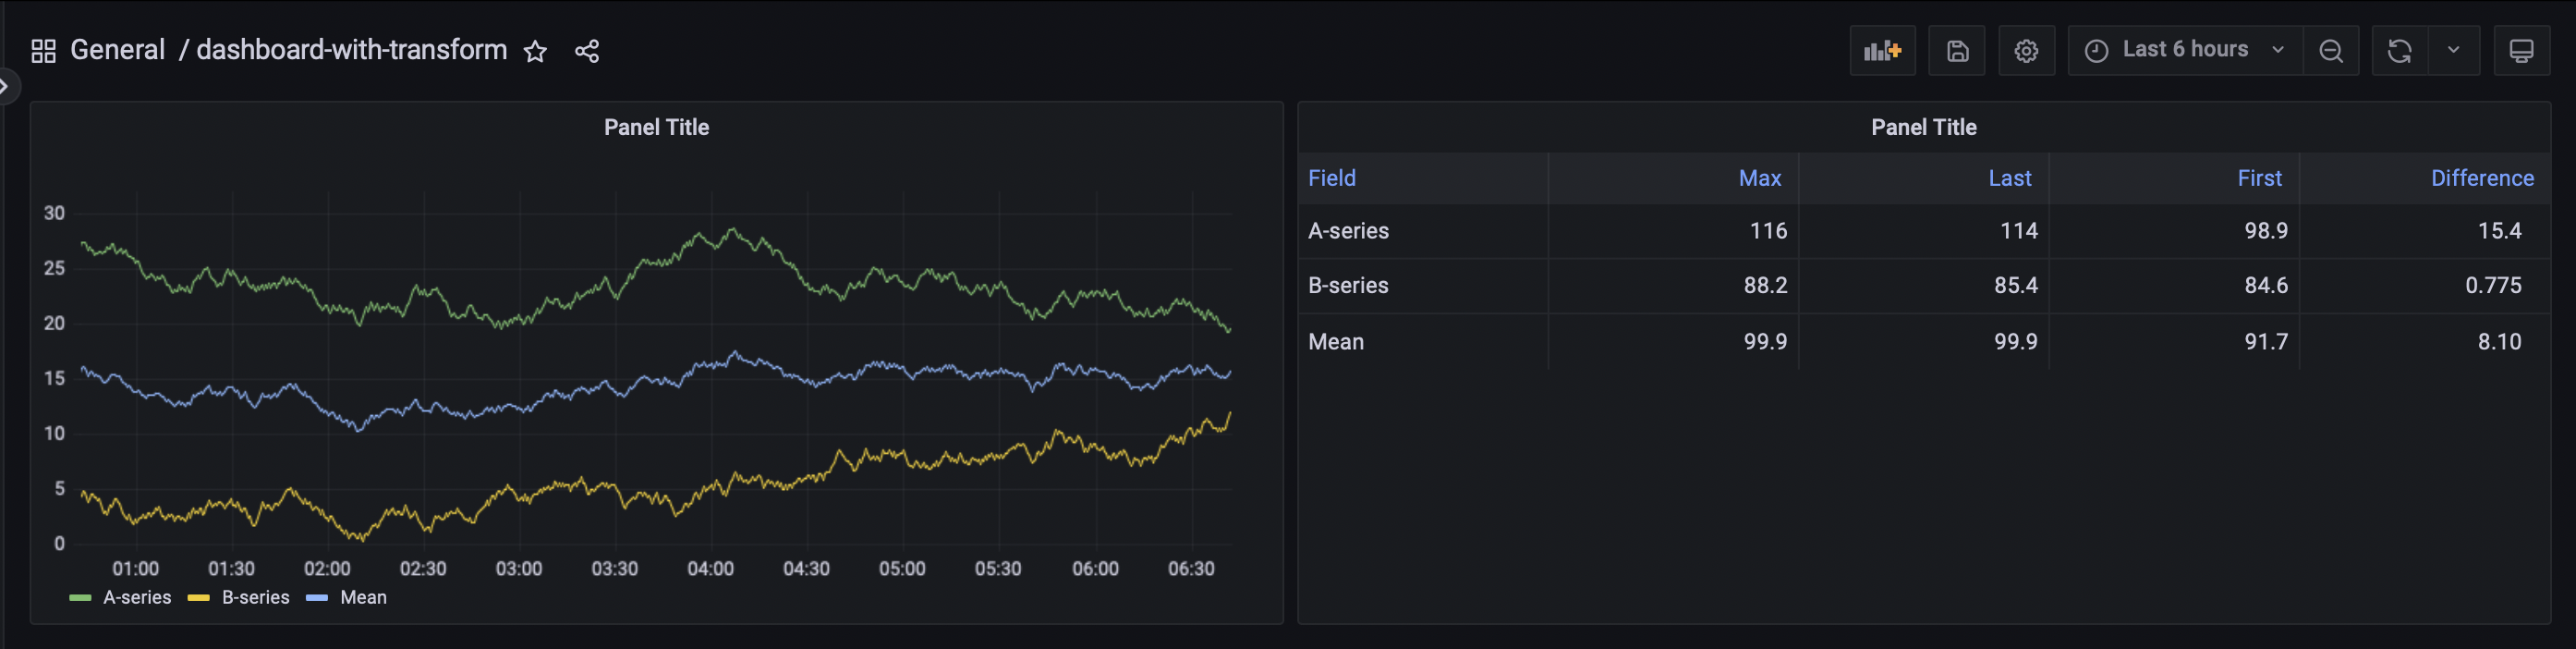 General / dashboard-with-transform
Last 6 hours
Panel Title
30
25
20
15
10
5
0
01:00 01:30 02:00 02:30 03:00 03:30 04:00 04:30 05:00 05:30 06:00 06:30
A-series B-series Mean
Panel Title
Field Max Last First Difference
A-series 116 114 98.9 15.4
B-series 88.2 85.4 84.6 0.775
Mean 99.9 99.9 91.7 8.10